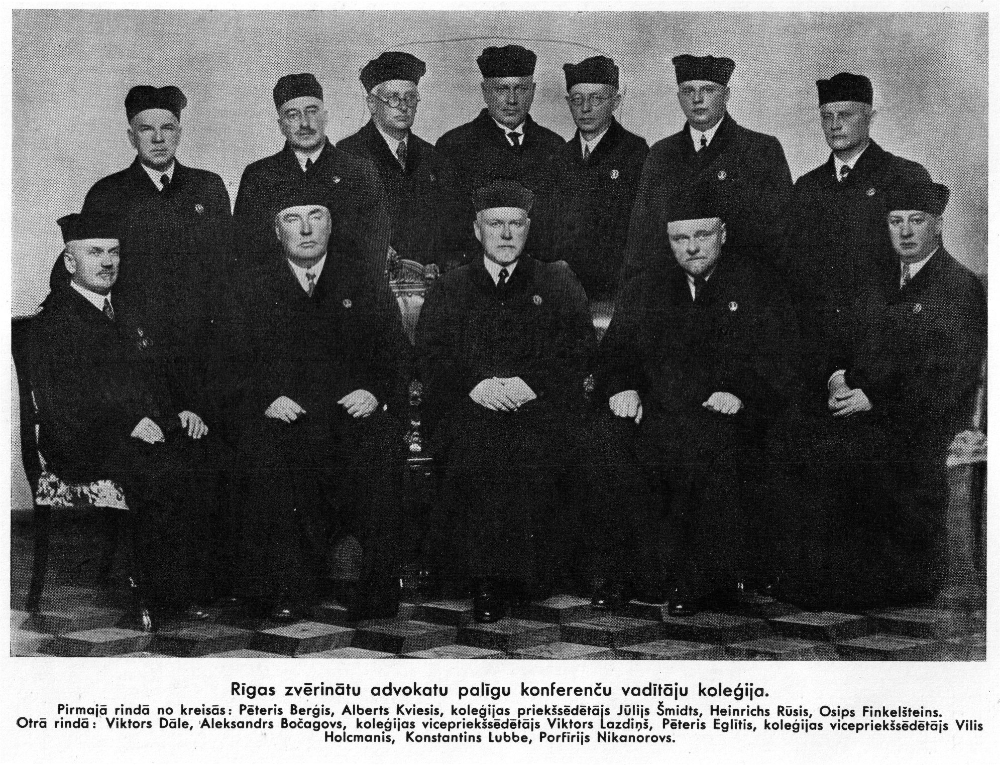 Rīgas zvērinātu advokatu palīgu konferenču vadītāju koleģija.
Pirmajā rindā no kreisās: Pēteris Berģis, Alberts Kviesis, koleģijas priekšsēdētājs Jūlijs Šmidts, Heinrichs Rūsis, Osips Finkelšteins.
Otrā rindā: Viktors Dāle, Aleksandrs Bočagovs, koleģijas vicepriekšsēdētājs Viktors Lazdiņš, Pēteris Eglītis, koleģijas vicepriekšsēdētājs Vilis
Holcmanis, Konstantins Lubbe, Porfīrijs Nikanorovs.